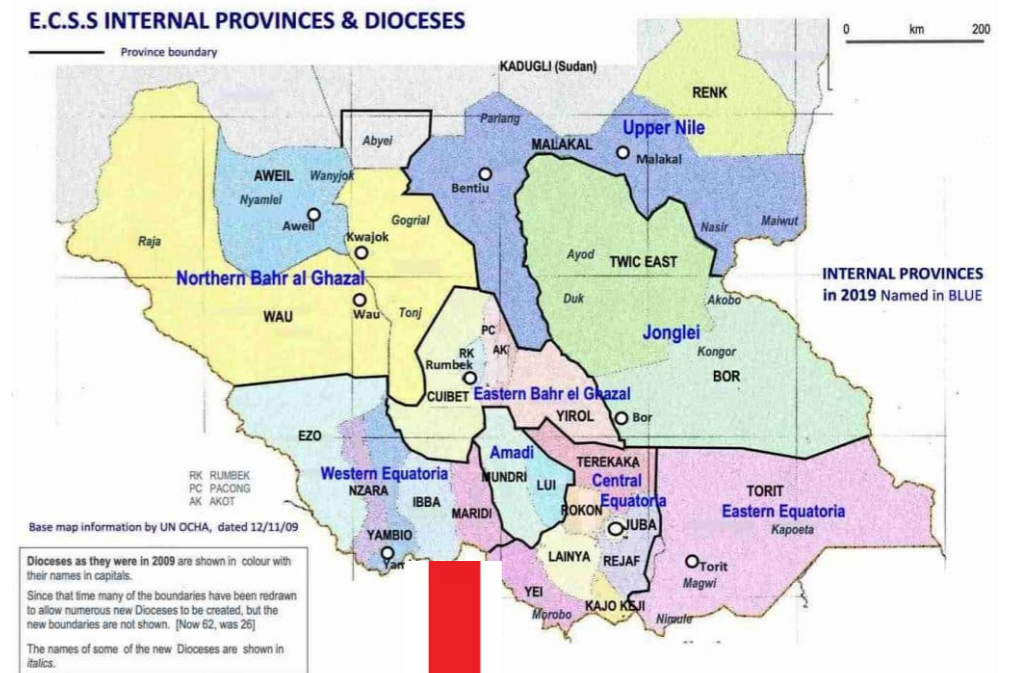 E.C.S.S INTERNAL PROVINCES & DIOCESES
Province boundary
0 km 200
KADUGLI (Sudan)
RENK
Parlang
Upper Nile
Abyei
MALAKAL
Malakal
AWEIL
Wanyjok
Bentiu
Nyamlel
Aweil
Gogrial
Nasir
Maiwut
Raja
Kwajok
Ayod
TWIC EAST
Northern Bahr al Ghazal
INTERNAL PROVINCES
in 2019 Named in BLUE
Duk
Akobo
WAU
Wau
Tonj
PC
Jonglei
RK
AK
Kongor
Rumbek
BOR
CUIBET
Eastern Bahr el Ghazal
YIROL
Bor
EZO
Amadi
TEREKAKA
Western Equatoria
MUNDRI
LUI
Central
Equatoria
TORIT
Eastern Equatoria
NZARA
IBBA
MARIDI
ROKON
JUBA
Kapoeta
RK RUMBEK
PC PACONG
AK AKOT
YAMBIO
Yam
LAINYA
REJAF
Torit
Magwi
YEI
KAJO KEJI
Morobo
Nimule
Base map information by UN OCHA, dated 12/11/09
Dioceses as they were in 2009 are shown in colour with
their names in capitals.
Since that time many of the boundaries have been redrawn
to allow numerous new Dioceses to be created, but the
new boundaries are not shown. [Now 62, was 26]
The names of some of the new Dioceses are shown in
italics.